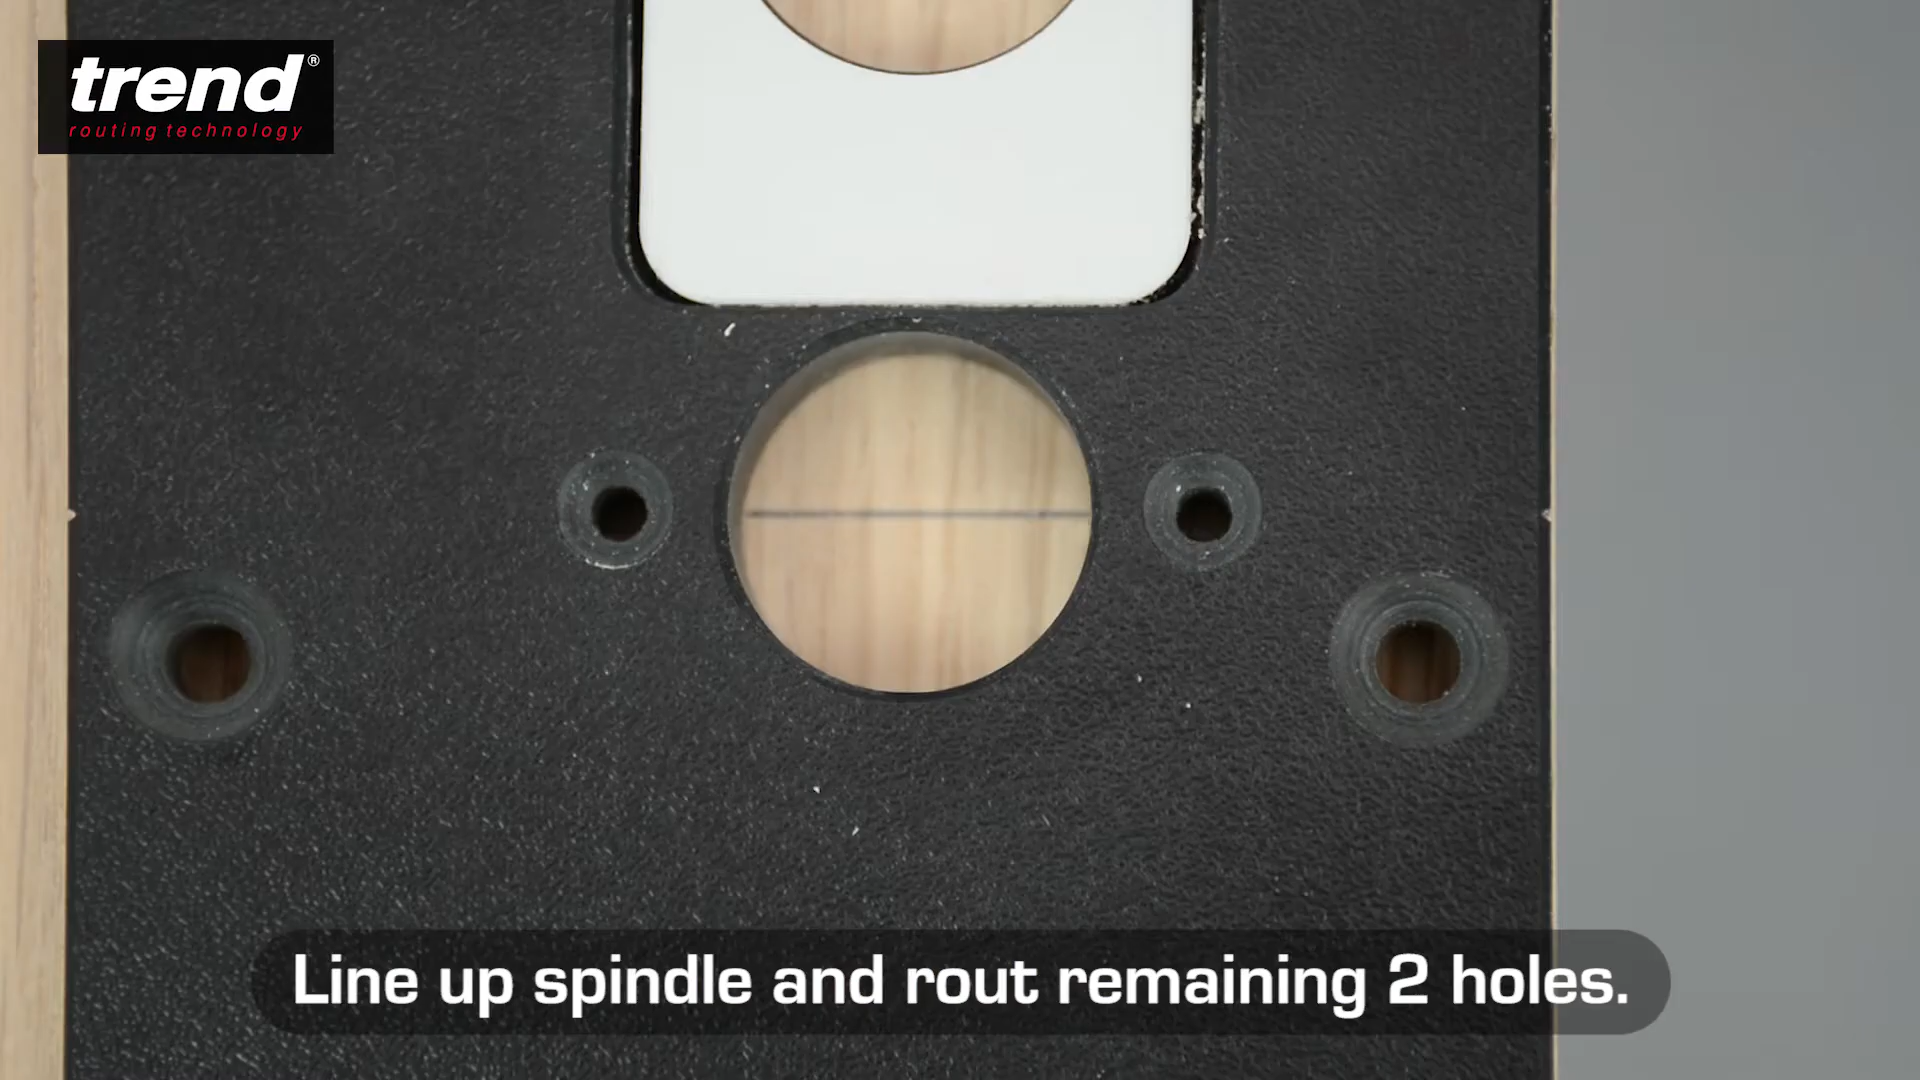 trend®
routing technology
Line up spindle and rout remaining 2 holes.